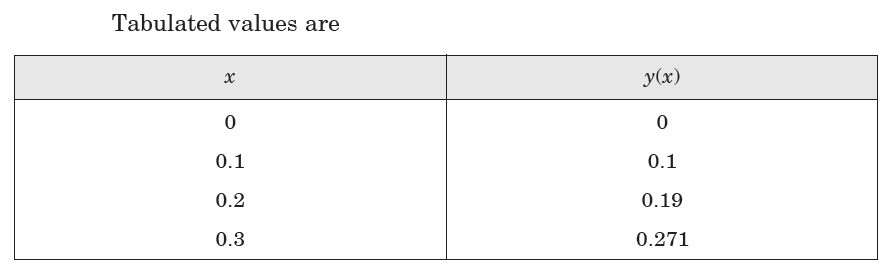 Tabulated values are
x y(x)
0 0
0.1 0.1
0.2 0.19
0.3 0.271